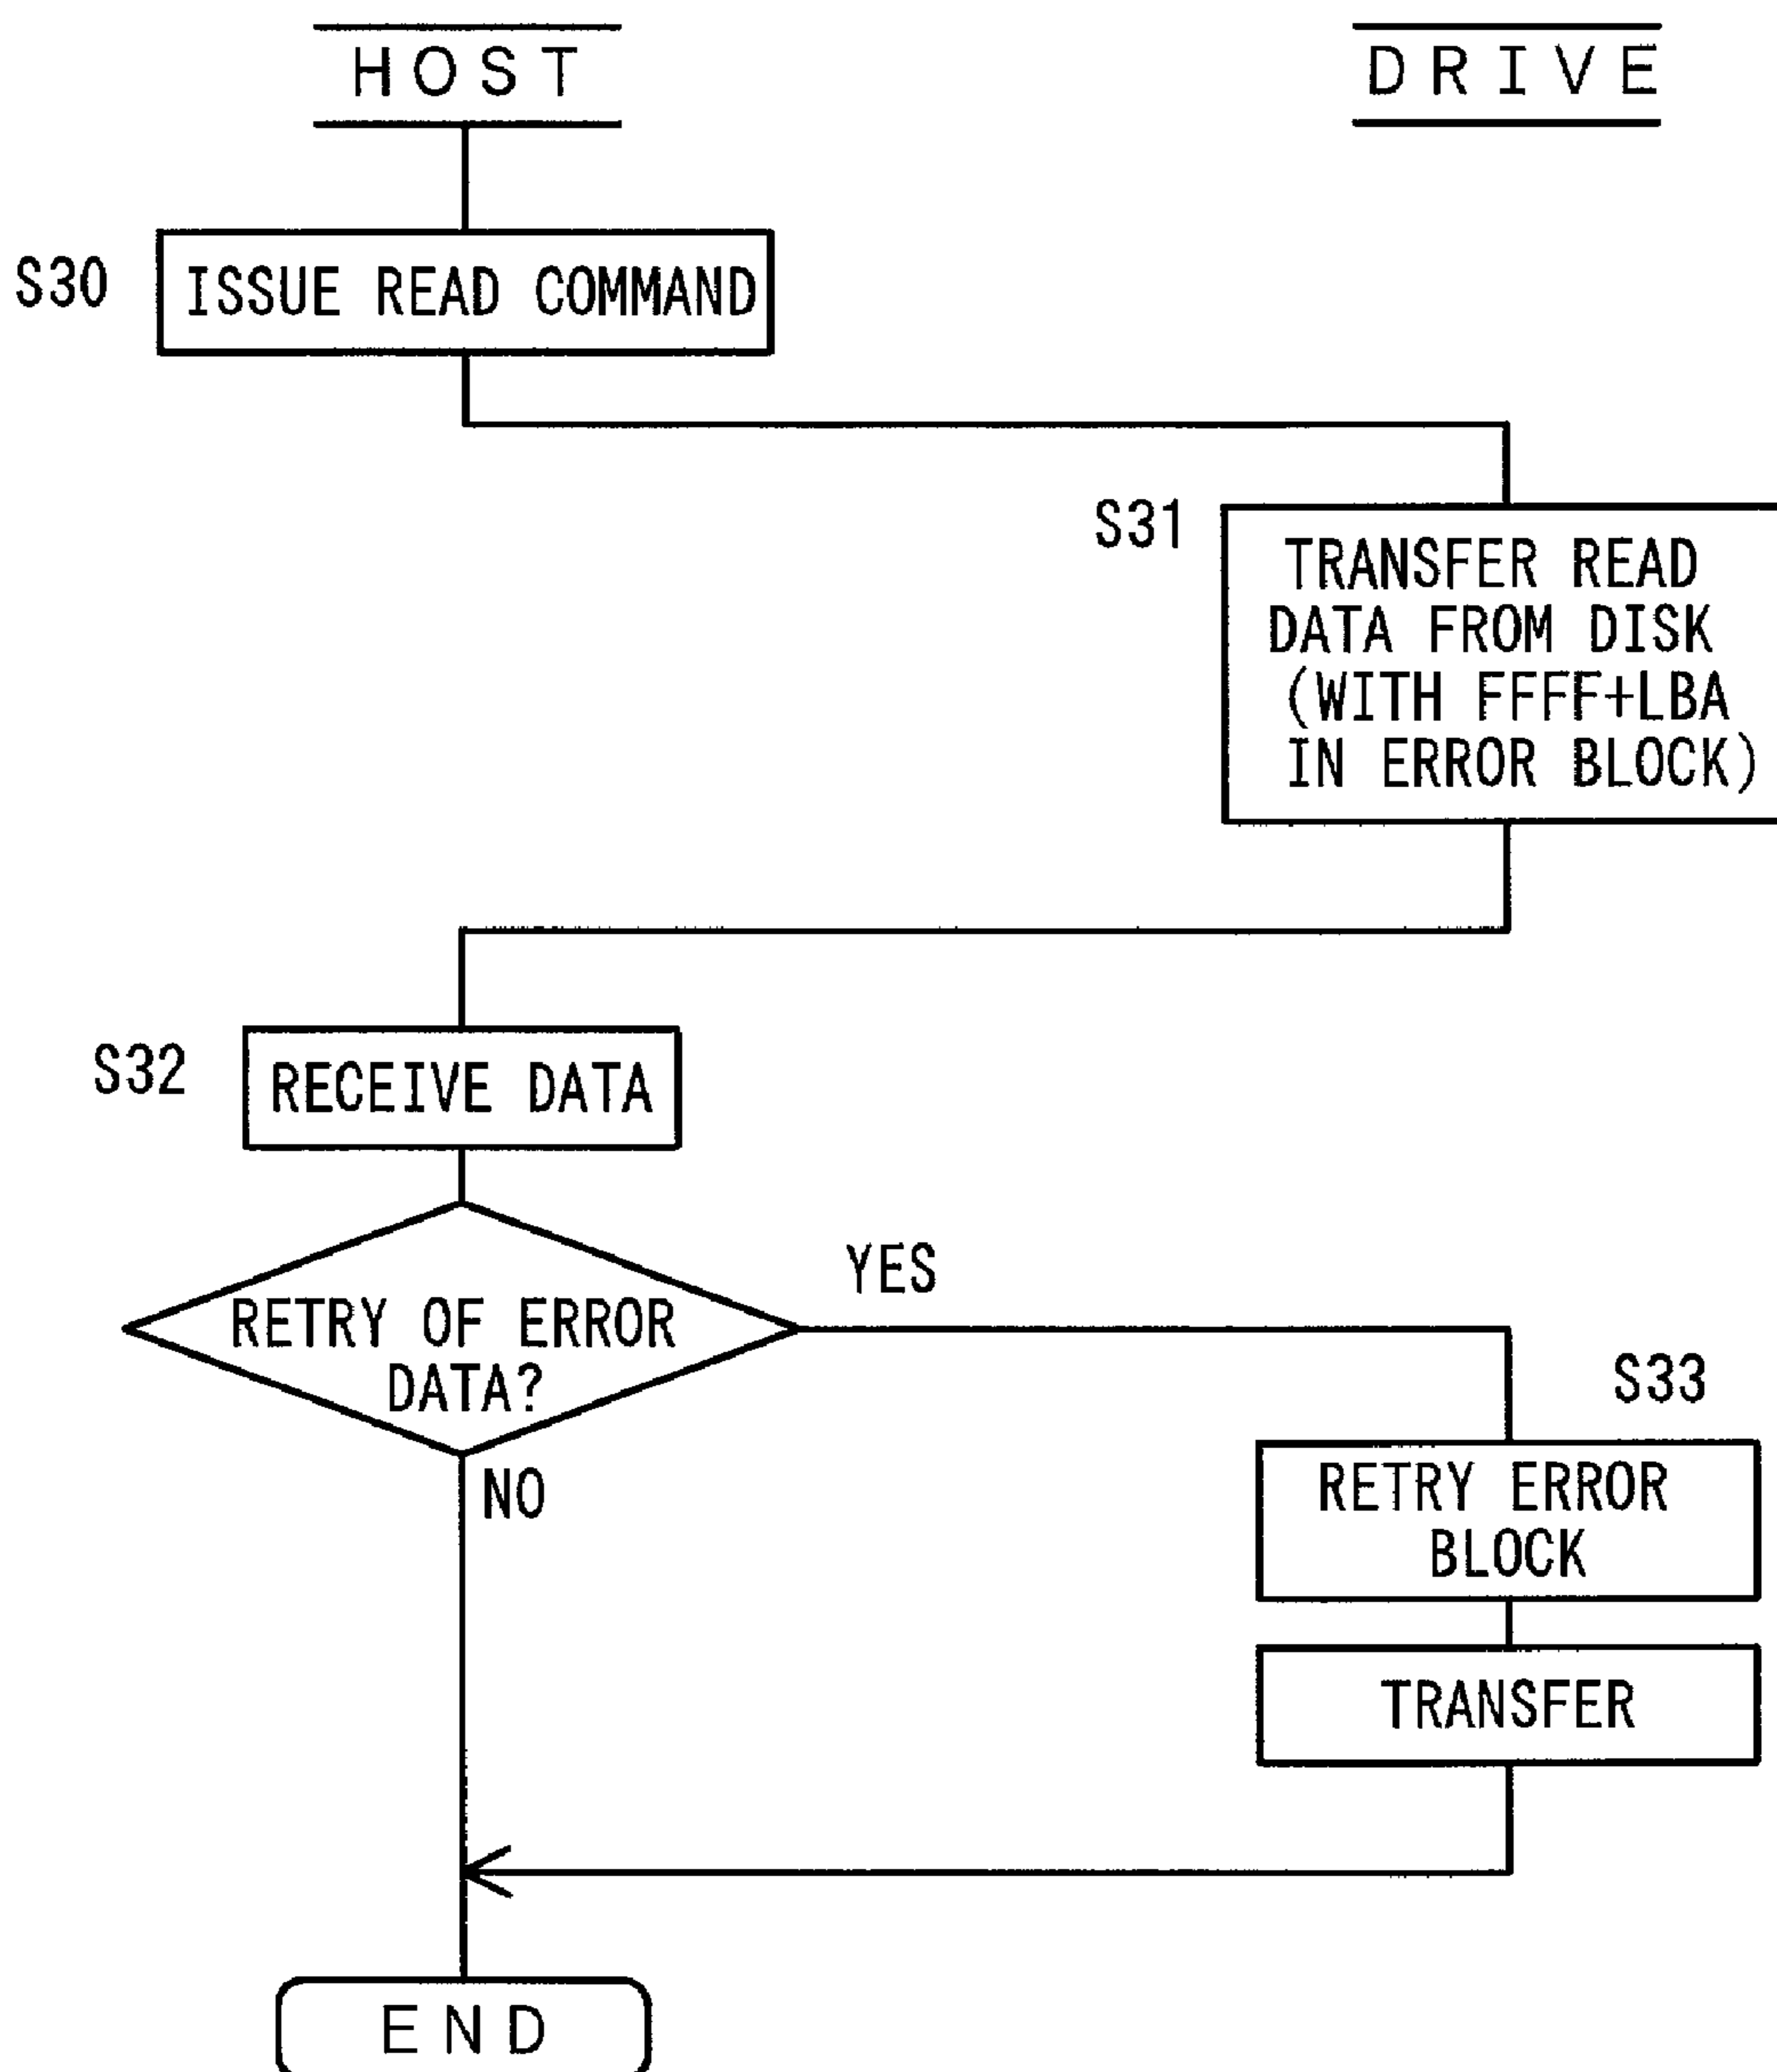 HOST
DRIVE
S30
ISSUE READ COMMAND
S31
TRANSFER READ
DATA FROM DISK
(WITH FFFF+LBA
IN ERROR BLOCK)
S32
RECEIVE DATA
RETRY OF ERROR
DATA?
YES
NO
S33
RETRY ERROR
BLOCK
TRANSFER
END